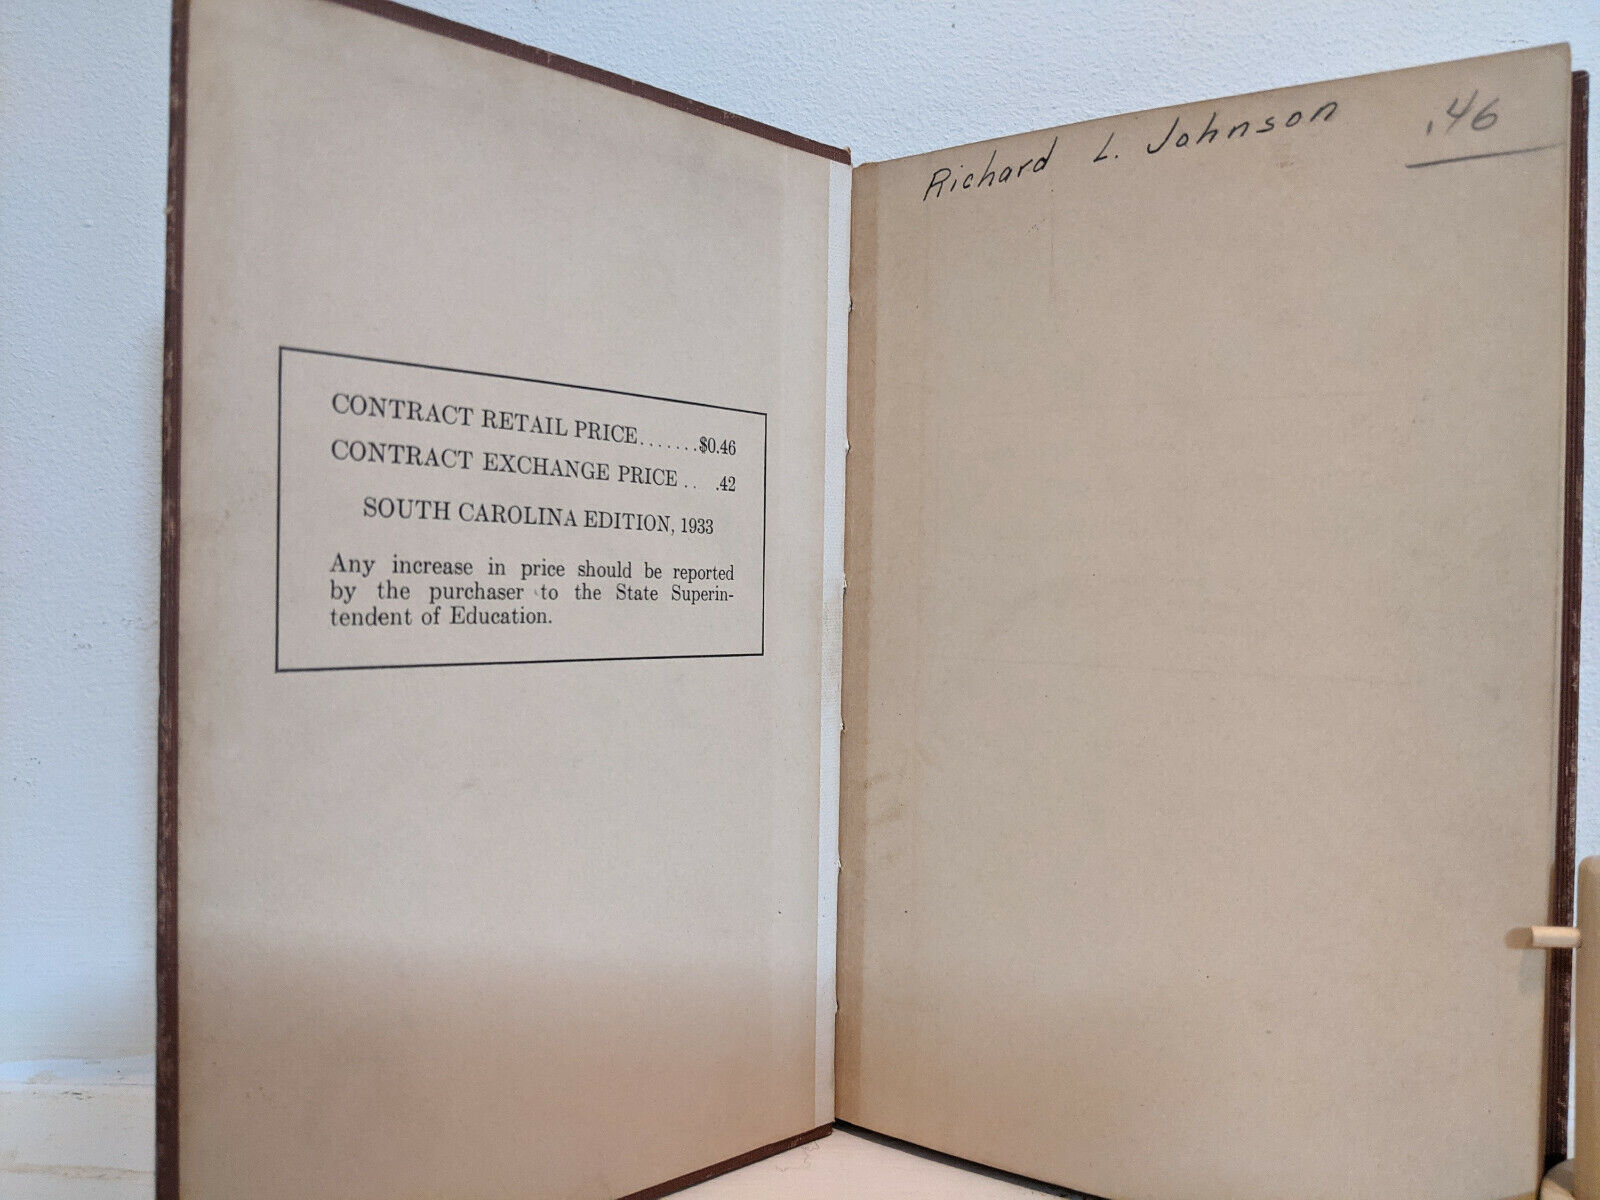 CONTRACT RETAIL PRICE.......$0.46
CONTRACT EXCHANGE PRICE.. .42
SOUTH CAROLINA EDITION, 1933
Any increase in price should be reported
by the purchaser to the State Superin-
tendent of Education.
Richard L. Johnson
.46